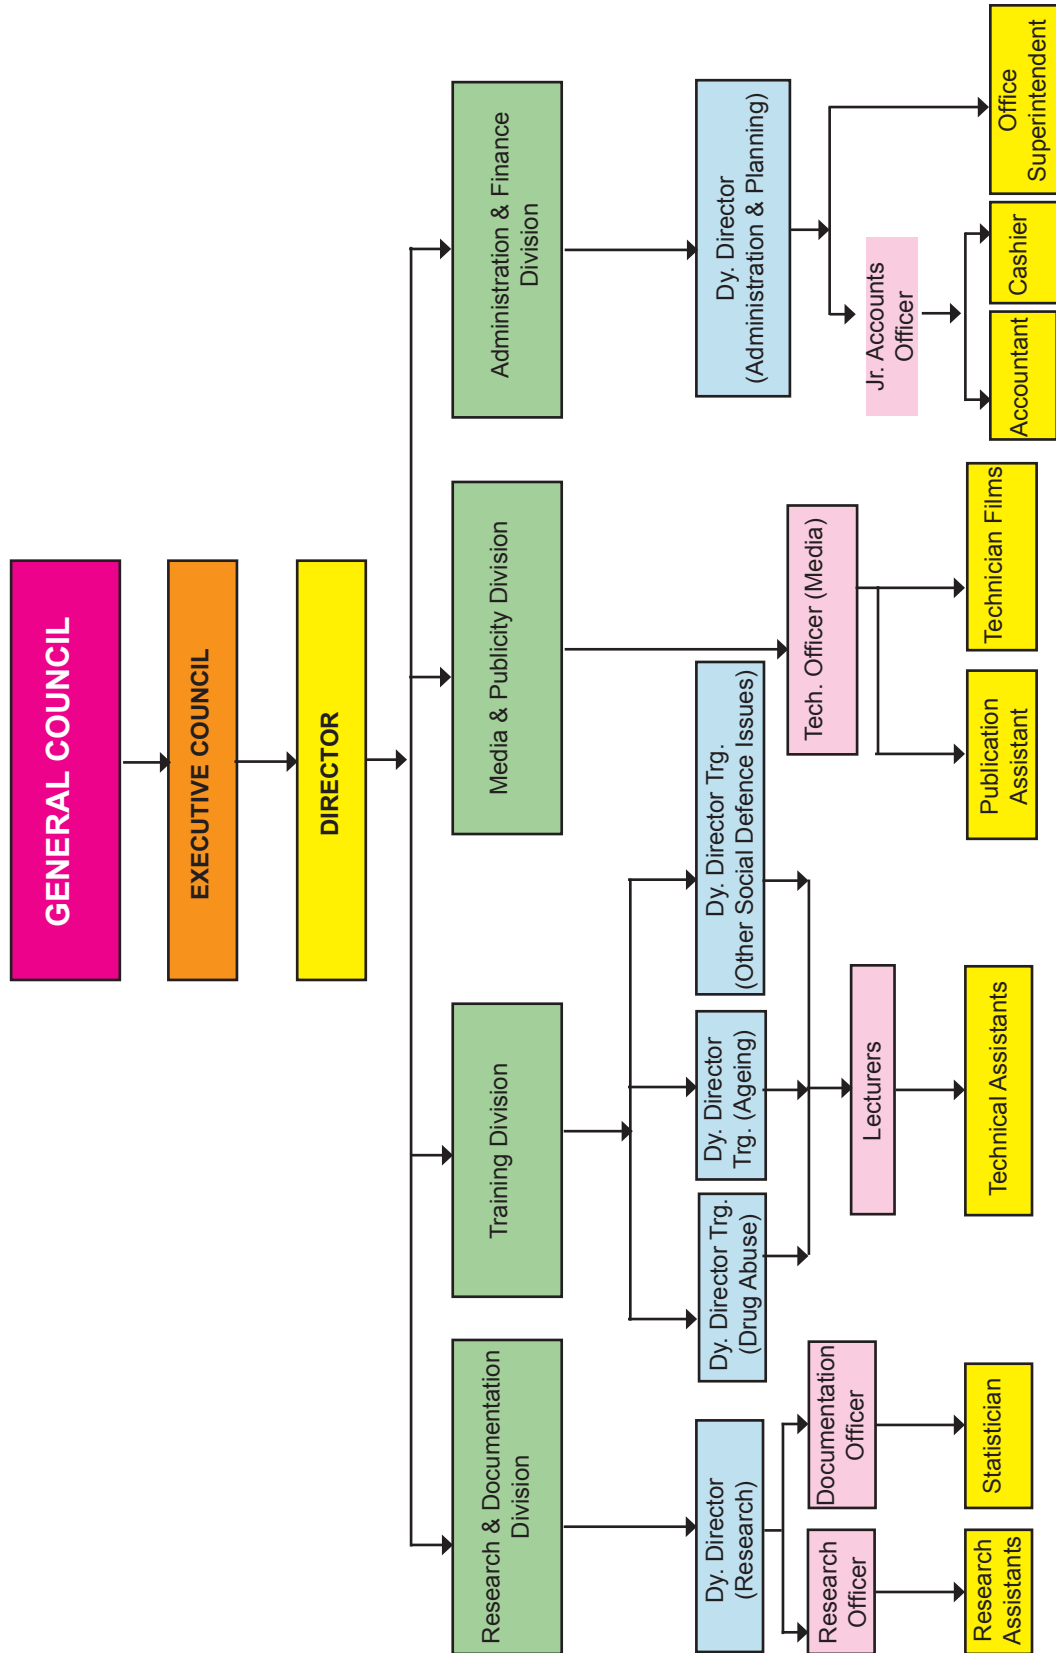 GENERAL COUNCIL
EXECUTIVE COUNCIL
DIRECTOR
Research & Documentation
Division
Training Division
Media & Publicity Division
Administration & Finance
Division
Dy. Director
(Research)
Dy. Director Trg.
(Drug Abuse)
Dy. Director
Trg. (Ageing)
Dy. Director Trg.
(Other Social Defence Issues)
Dy. Director
(Administration & Planning)
Research
Officer
Documentation
Officer
Lecturers
Tech. Officer (Media)
Jr. Accounts
Officer
Research
Assistants
Statistician
Technical Assistants
Publication
Assistant
Technician Films
Accountant
Cashier
Office
Superintendent